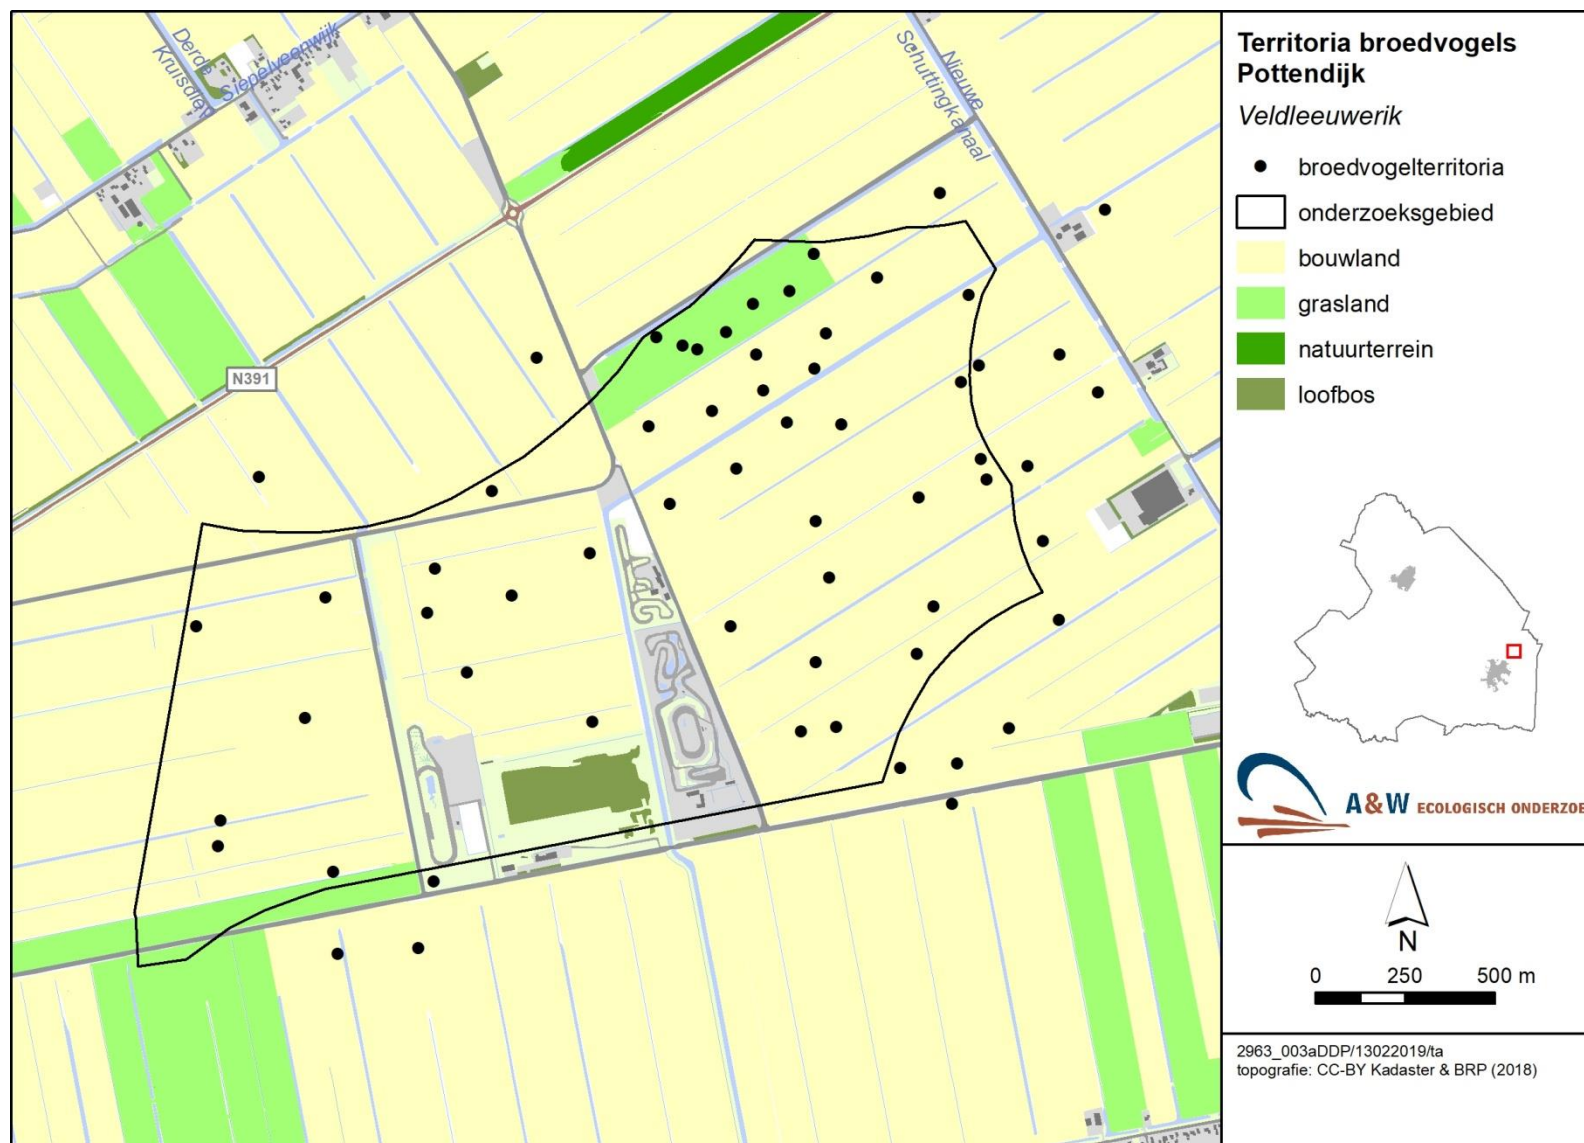 Derde
Kruisdiep
Siepelveenwijk
Nieuwe
Schuttingkanaal
N391
Territoria broedvogels
Pottendijk
Veldleeuwerik
broedvogelterritoria
onderzoeksgebied
bouwland
grasland
natuurterrein
loofbos
A&W ECOLOGISCH ONDERZOE
N
0 250 500 m
2963_003aDDP/13022019/ta
topografie: CC-BY Kadaster & BRP (2018)